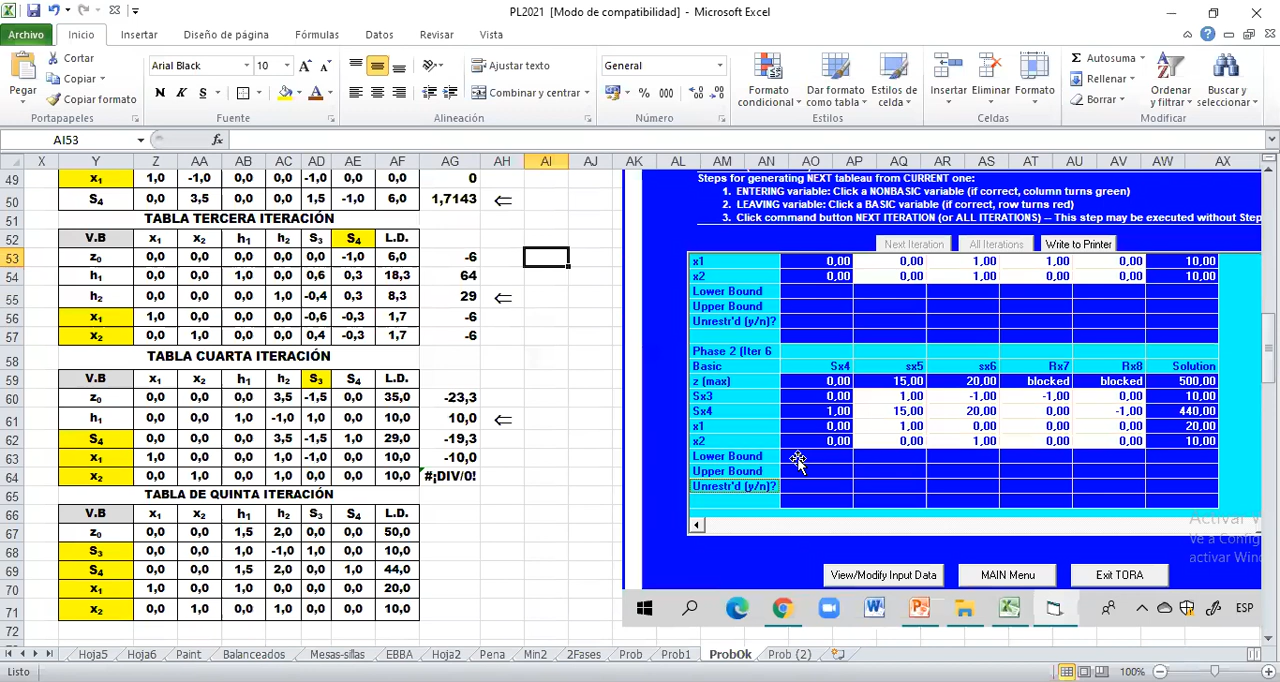 PL2021 [Modo de compatibilidad] - Microsoft Excel
Archivo Inicio Insertar Diseño de página Fórmulas Datos Revisar Vista
Pegar
Cortar
Copiar
Copiar formato
Portapapeles
Arial Black 10
N K S
Fuente
Ajustar texto
Combinar y centrar
Alineación
General
% 000
Número
Formato condicional
Dar formato como tabla
Estilos de celda
Estilos
Insertar Eliminar Formato
Celdas
Autosuma
Rellenar
Borrar
Ordenar y filtrar
Buscar y seleccionar
Modificar
AI53 fx
X Y Z AA AB AC AD AE AF AG AH AI AJ AK AL AM AN AO AP AQ AR AS AT AU AV AW AX
49 x1 1,0 -1,0 0,0 0,0 -1,0 0,0 0,0 0
50 S4 0,0 3,5 0,0 0,0 1,5 -1,0 6,0 1,7143 ⇐
51 TABLA TERCERA ITERACIÓN
52 V.B x1 x2 h1 h2 S3 S4 L.D.
53 z0 0,0 0,0 0,0 0,0 0,0 -1,0 6,0 -6
54 h1 0,0 0,0 1,0 0,0 0,6 0,3 18,3 64
55 h2 0,0 0,0 0,0 1,0 -0,4 0,3 8,3 29 ⇐
56 x1 1,0 0,0 0,0 0,0 -0,6 -0,3 1,7 -6
57 x2 0,0 1,0 0,0 0,0 0,4 -0,3 1,7 -6
58 TABLA CUARTA ITERACIÓN
59 V.B x1 x2 h1 h2 S3 S4 L.D.
60 z0 0,0 0,0 0,0 3,5 -1,5 0,0 35,0 -23,3
61 h1 0,0 0,0 1,0 -1,0 1,0 0,0 10,0 10,0 ⇐
62 S4 0,0 0,0 0,0 3,5 -1,5 1,0 29,0 -19,3
63 x1 1,0 0,0 0,0 1,0 -1,0 0,0 10,0 -10,0
64 x2 0,0 1,0 0,0 1,0 0,0 0,0 10,0 #¡DIV/0!
65 TABLA DE QUINTA ITERACIÓN
66 V.B x1 x2 h1 h2 S3 S4 L.D.
67 z0 0,0 0,0 1,5 2,0 0,0 0,0 50,0
68 S3 0,0 0,0 1,0 -1,0 1,0 0,0 10,0
69 S4 0,0 0,0 1,5 2,0 0,0 1,0 44,0
70 x1 1,0 0,0 1,0 0,0 0,0 0,0 20,0
71 x2 0,0 1,0 0,0 1,0 0,0 0,0 10,0
72
Steps for generating NEXT tableau from CURRENT one:
1. ENTERING variable: Click a NONBASIC variable (if correct, column turns green)
2. LEAVING variable: Click a BASIC variable (if correct, row turns red)
3. Click command button NEXT ITERATION (or ALL ITERATIONS) -- This step may be executed without Step
Next Iteration All Iterations Write to Printer
x1 0,00 0,00 1,00 1,00 0,00 10,00
x2 0,00 0,00 1,00 0,00 0,00 10,00
Lower Bound
Upper Bound
Unrestr'd (y/n)?
Phase 2 (Iter 6
Basic Sx4 sx5 sx6 Rx7 Rx8 Solution
z (max) 0,00 15,00 20,00 blocked blocked 500,00
Sx3 0,00 1,00 -1,00 -1,00 0,00 10,00
Sx4 1,00 15,00 20,00 0,00 -1,00 440,00
x1 0,00 1,00 0,00 0,00 0,00 20,00
x2 0,00 0,00 1,00 0,00 0,00 10,00
Lower Bound
Upper Bound
Unrestr'd (y/n)?
Activar
Ve a Config
activar Win
View/Modify Input Data MAIN Menu Exit TORA
ESP
Hoja5 Hoja6 Paint Balanceados Mesas-sillas EBBA Hoja2 Pena Min2 2Fases Prob Prob1 ProbOk Prob (2)
Listo 100%